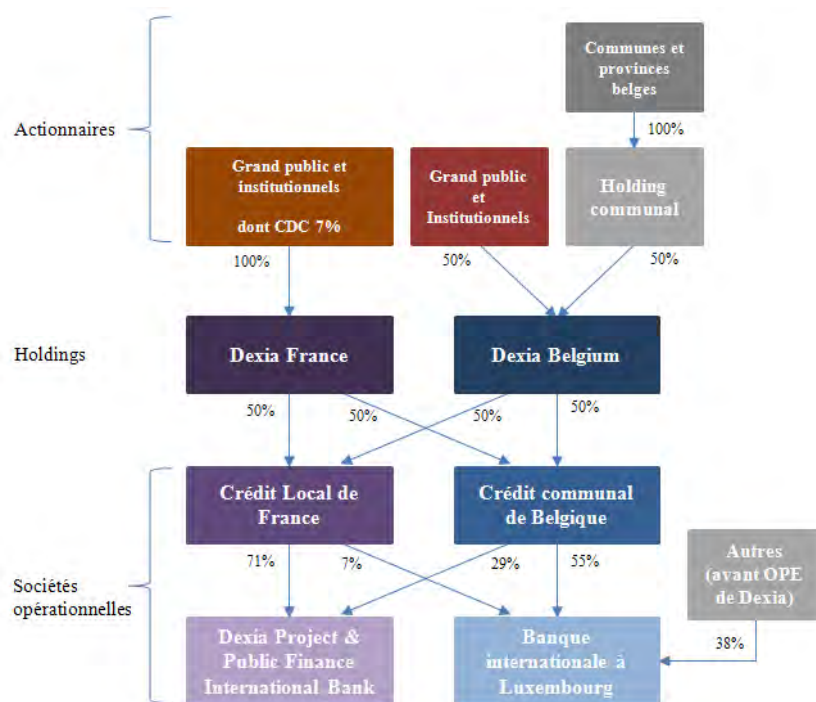 Communes et
provinces
belges
Actionnaires
100%
Grand public et
institutionnels
dont CDC 7%
Grand public
et
Institutionnels
Holding
communal
100%
50%
50%
Holdings
Dexia France
Dexia Belgium
50%
50%
50%
50%
Crédit Local de
France
Crédit communal
de Belgique
71%
7%
29%
55%
Autres
(avant OPE
de Dexia)
Sociétés
opérationnelles
Dexia Project &
Public Finance
International Bank
Banque
internationale à
Luxembourg
38%